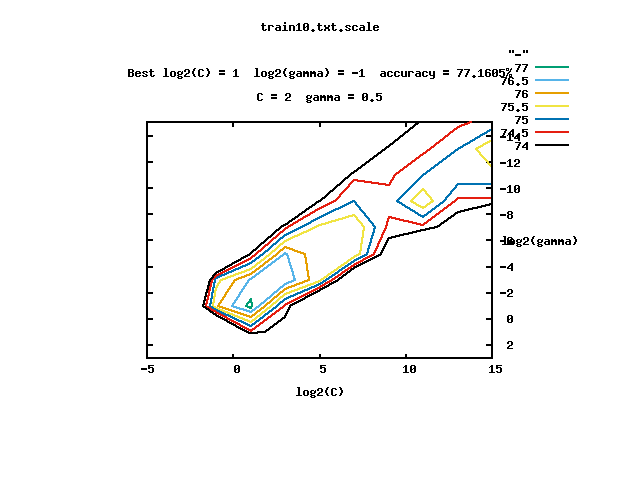 train10.txt.scale
"-"
Best log2(C) = 1  log2(gamma) = -1  accuracy = 77.1605%
77
76.5
C = 2  gamma = 0.5
76
75.5
75
74.5
74
-14
-12
-10
-8
-6
log2(gamma)
-4
-2
0
2
-5 0 5 10 15
log2(C)